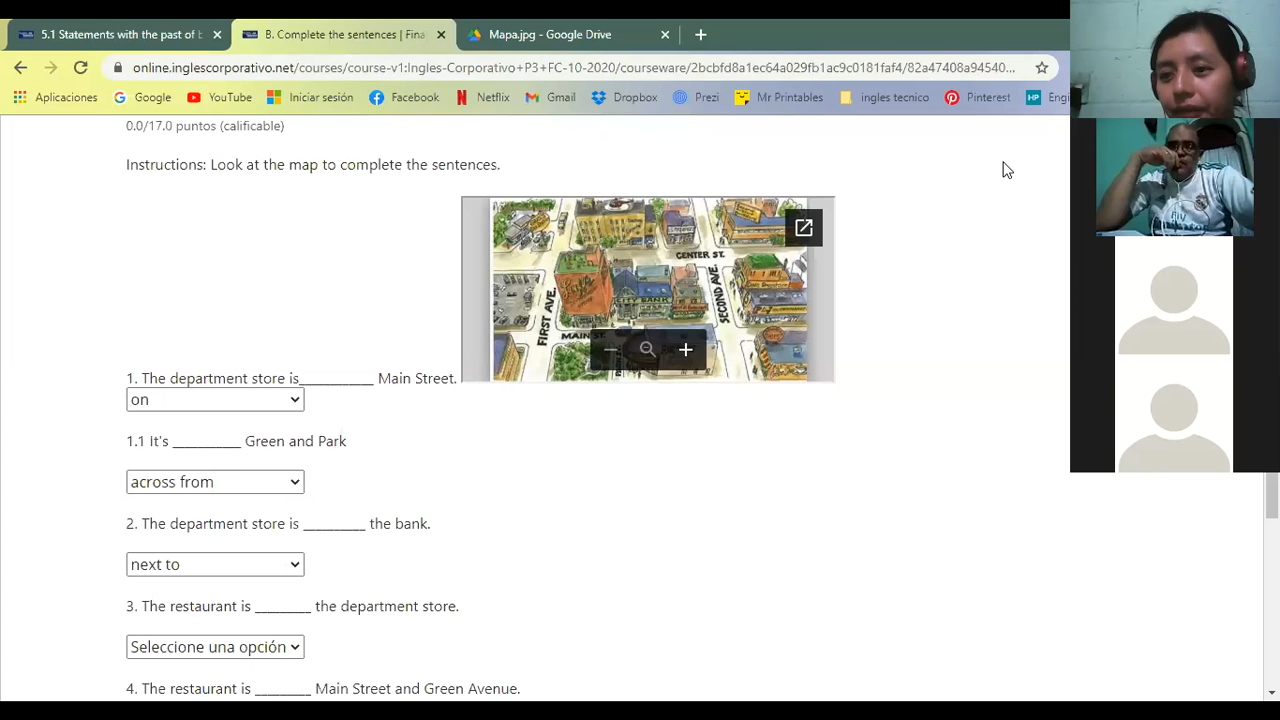 5.1 Statements with the past of b
B. Complete the sentences | Fina
Mapa.jpg - Google Drive
online.inglescorporativo.net/courses/course-v1:Ingles-Corporativo+P3+FC-10-2020/courseware/2bcbfd8a1ec64a029fb1ac9c0181faf4/82a47408a94540...
Aplicaciones Google YouTube Iniciar sesión Facebook Netflix Gmail Dropbox Prezi Mr Printables ingles tecnico Pinterest Eng
0.0/17.0 puntos (calificable)
Instructions: Look at the map to complete the sentences.
CENTER ST.
FIRST AVE.
CITY BANK
SECOND AVE.
MAIN ST.
1. The department store is___________ Main Street.
on
1.1 It's __________ Green and Park
across from
2. The department store is _________ the bank.
next to
3. The restaurant is ________ the department store.
Seleccione una opción
4. The restaurant is ________ Main Street and Green Avenue.